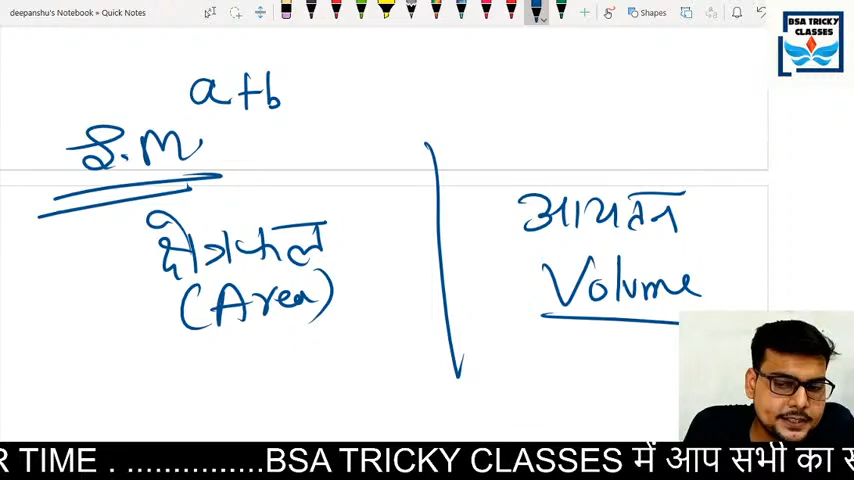 deepanshu's Notebook » Quick Notes
Shapes
BSA TRICKY
CLASSES
a+b
S.M
क्षेत्रफल
(Area)
आयतन
Volume
R TIME . ..............BSA TRICKY CLASSES में आप सभी का स